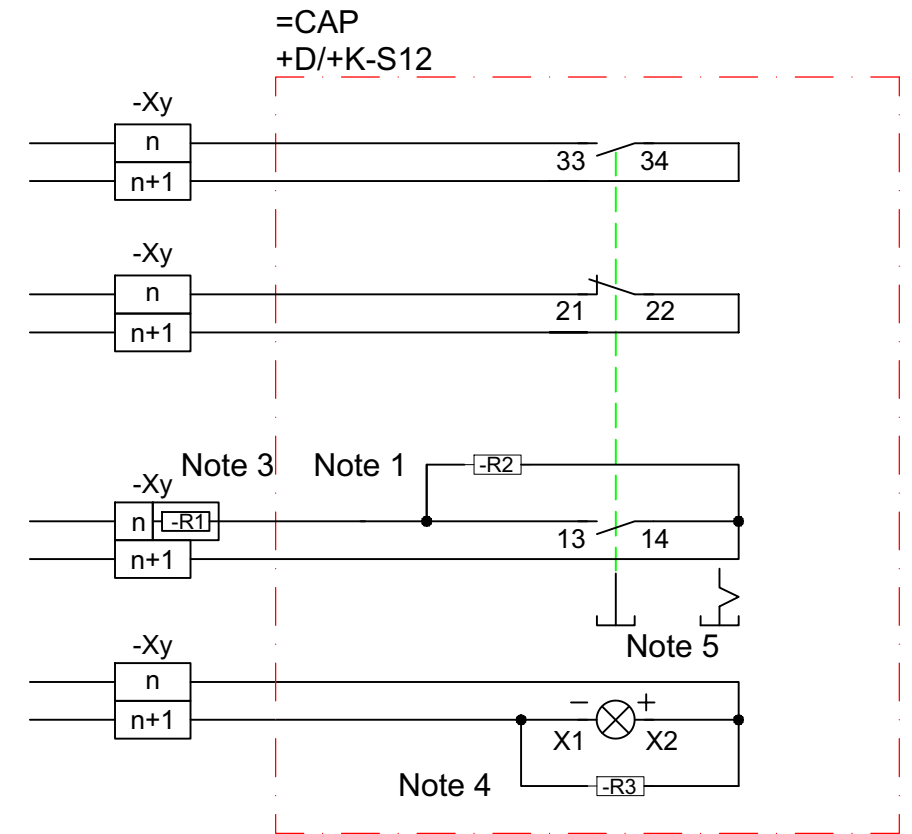 =CAP
+D/+K-S12
-Xy
n
33 34
n+1
-Xy
n
21 22
n+1
Note 3 Note 1 -R2
-Xy
n -R1
13 14
n+1
Note 5
-Xy
n
− +
n+1
X1 X2
Note 4 -R3